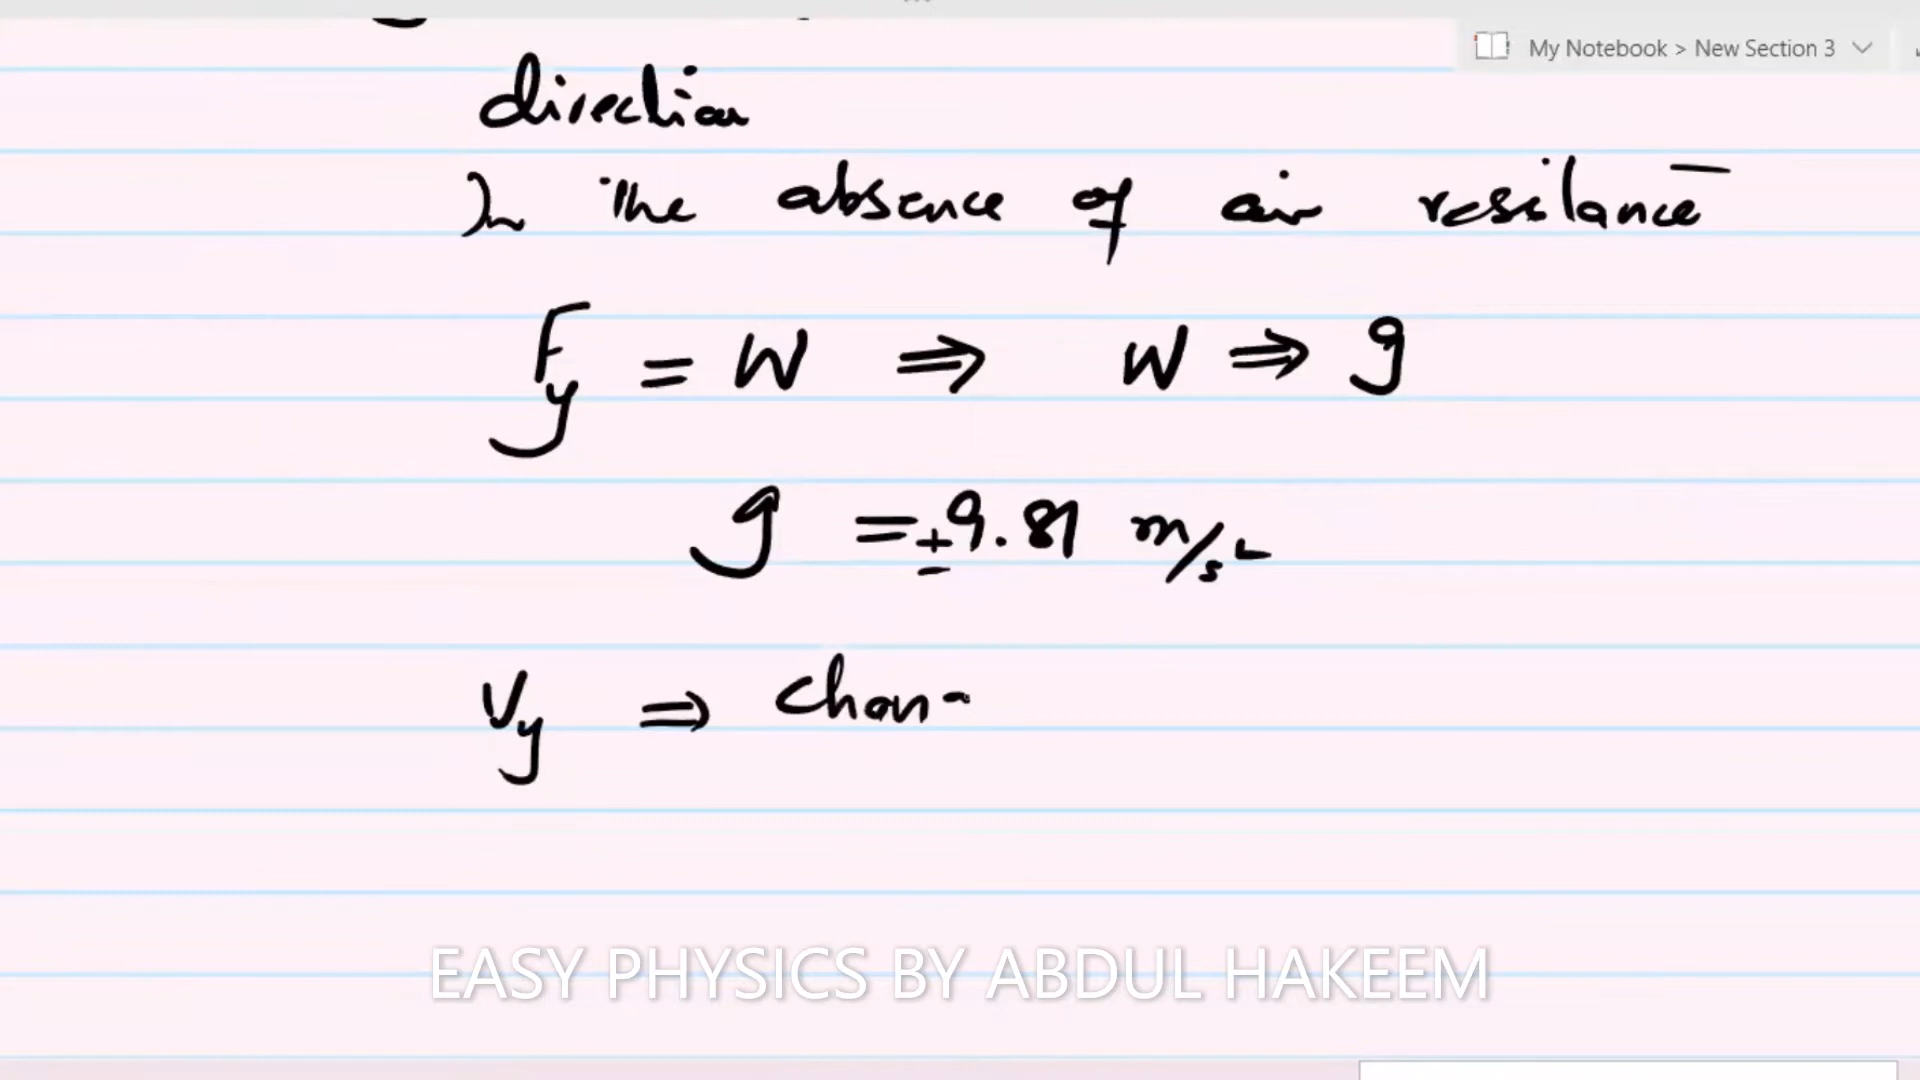 My Notebook > New Section 3
direction
In the absence of air resistance
Fy = W ⇒ W ⇒ g
g = ± 9.81 m/s²
Vy ⇒ chan
EASY PHYSICS BY ABDUL HAKEEM